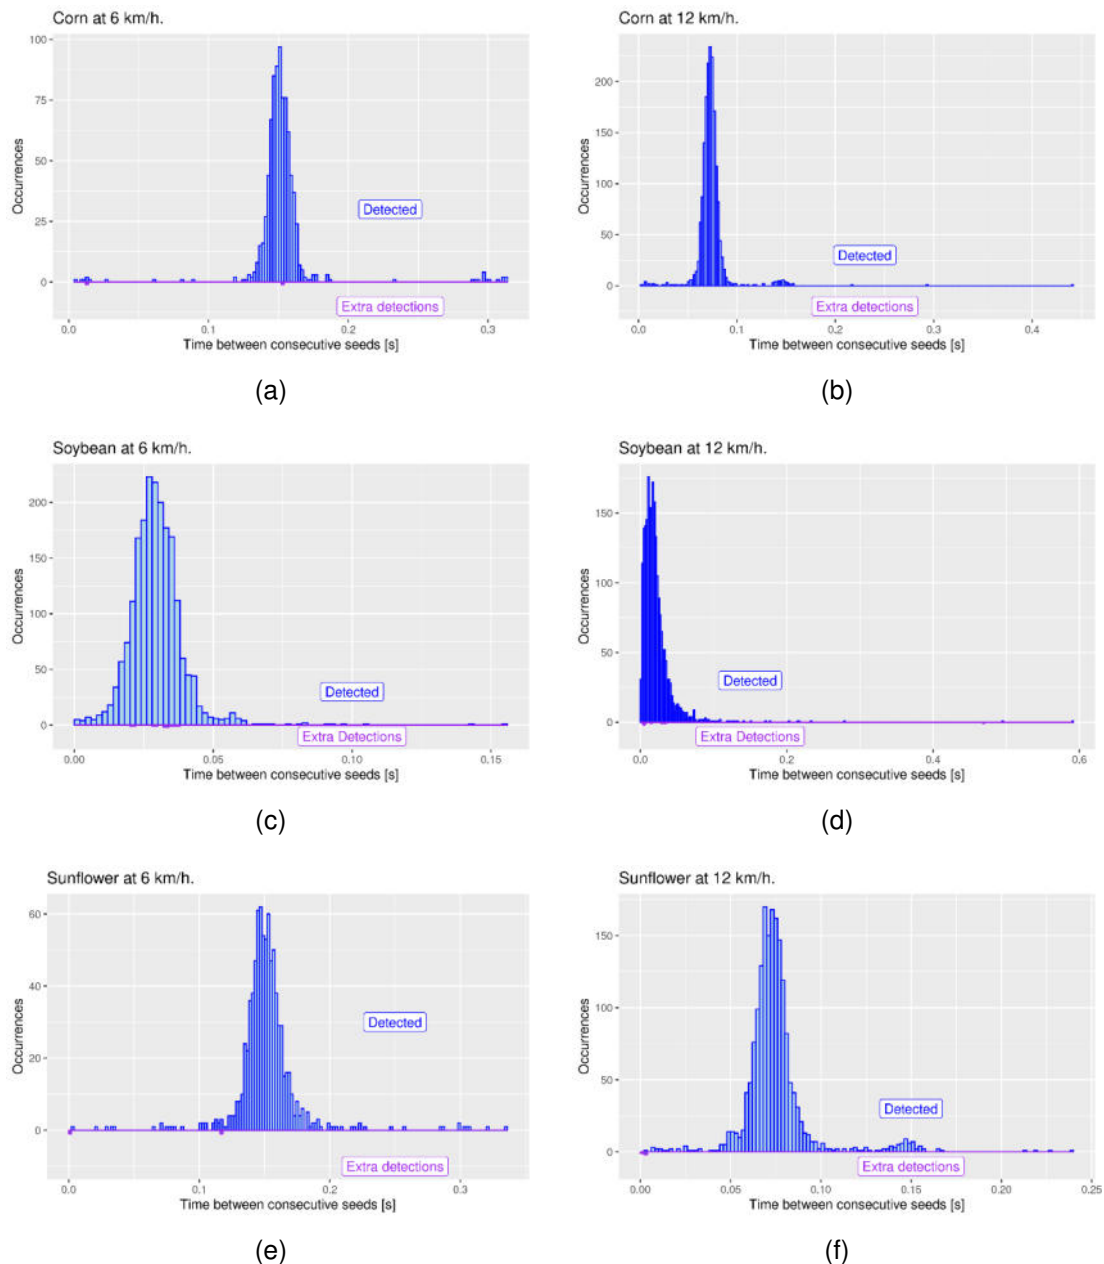 Corn at 6 km/h.
100
75
50
25
0
Occurrences
Detected
Extra detections
0.0 0.1 0.2 0.3
Time between consecutive seeds [s]
(a)
Corn at 12 km/h.
200
150
100
50
0
Occurrences
Detected
Extra detections
0.0 0.1 0.2 0.3 0.4
Time between consecutive seeds [s]
(b)
Soybean at 6 km/h.
200
150
100
50
0
Occurrences
Detected
Extra Detections
0.00 0.05 0.10 0.15
Time between consecutive seeds [s]
(c)
Soybean at 12 km/h.
150
100
50
0
Occurrences
Detected
Extra Detections
0.0 0.2 0.4 0.6
Time between consecutive seeds [s]
(d)
Sunflower at 6 km/h.
60
40
20
0
Occurrences
Detected
Extra detections
0.0 0.1 0.2 0.3
Time between consecutive seeds [s]
(e)
Sunflower at 12 km/h.
150
100
50
0
Occurrences
Detected
Extra detections
0.00 0.05 0.10 0.15 0.20 0.25
Time between consecutive seeds [s]
(f)